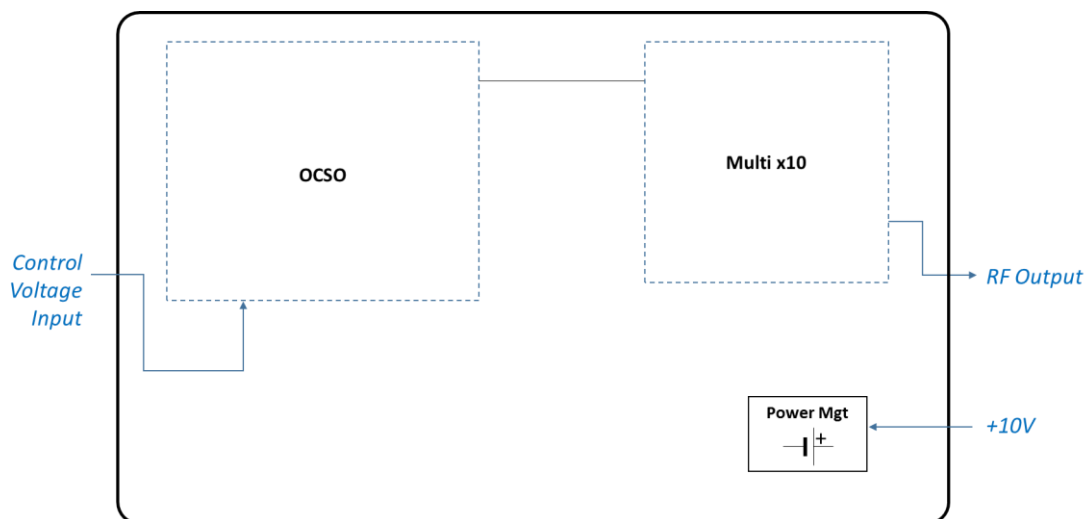 OCSO
Multi x10
Control
Voltage
Input
RF Output
Power Mgt
+
+10V